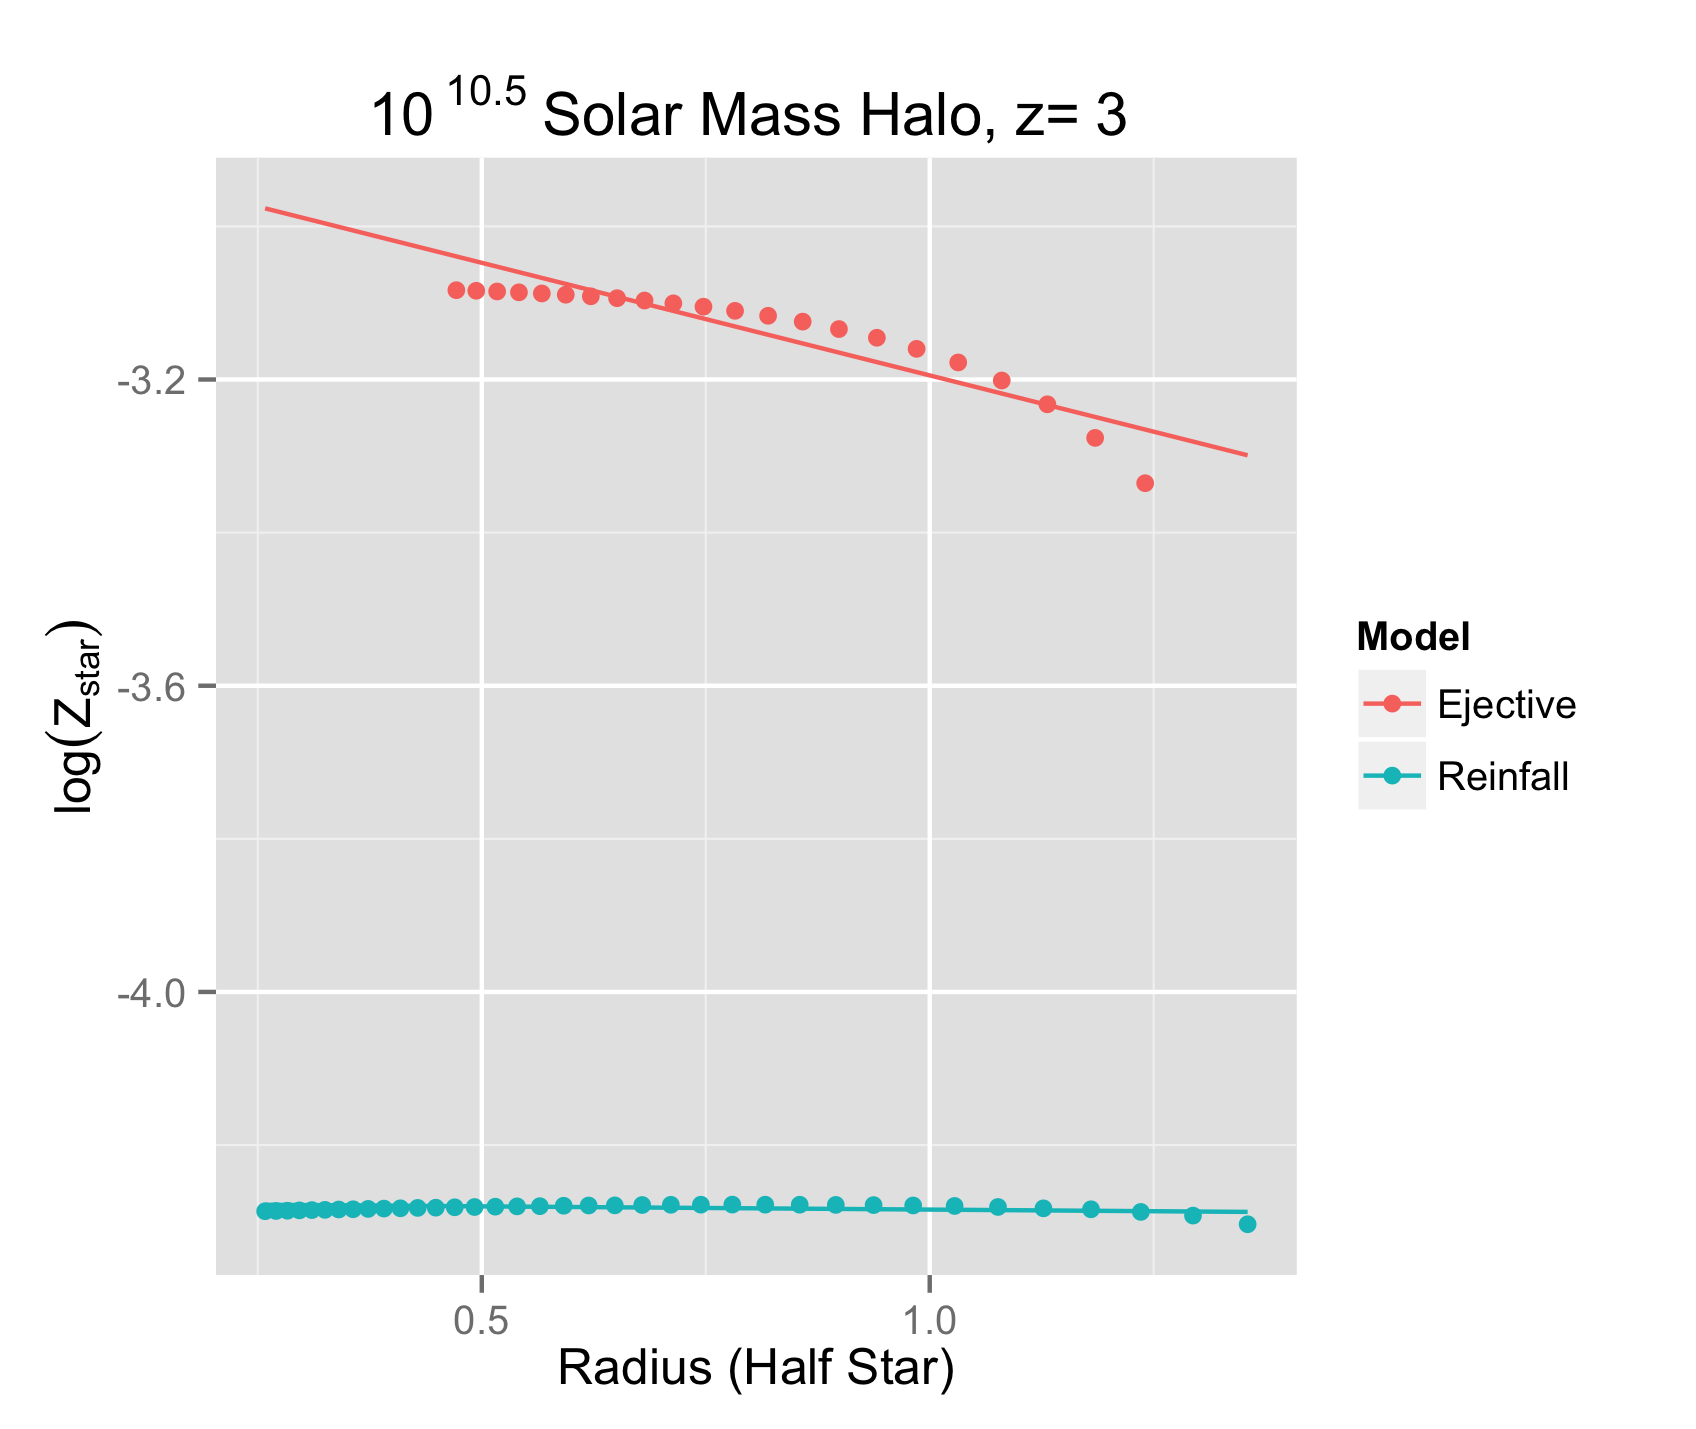 10 10.5 Solar Mass Halo, z= 3
log(Zstar)
-3.2
-3.6
-4.0
0.5 1.0
Radius (Half Star)
Model
Ejective
Reinfall